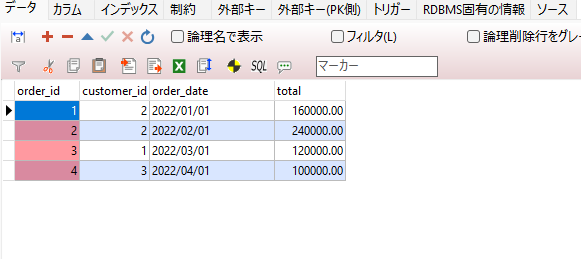 データ カラム インデックス 制約 外部キー 外部キー(PK側) トリガー RDBMS固有の情報 ソース
論理名で表示 フィルタ(L) 論理削除行をグレー
SQL マーカー
order_id customer_id order_date total
1 2 2022/01/01 160000.00
2 2 2022/02/01 240000.00
3 1 2022/03/01 120000.00
4 3 2022/04/01 100000.00